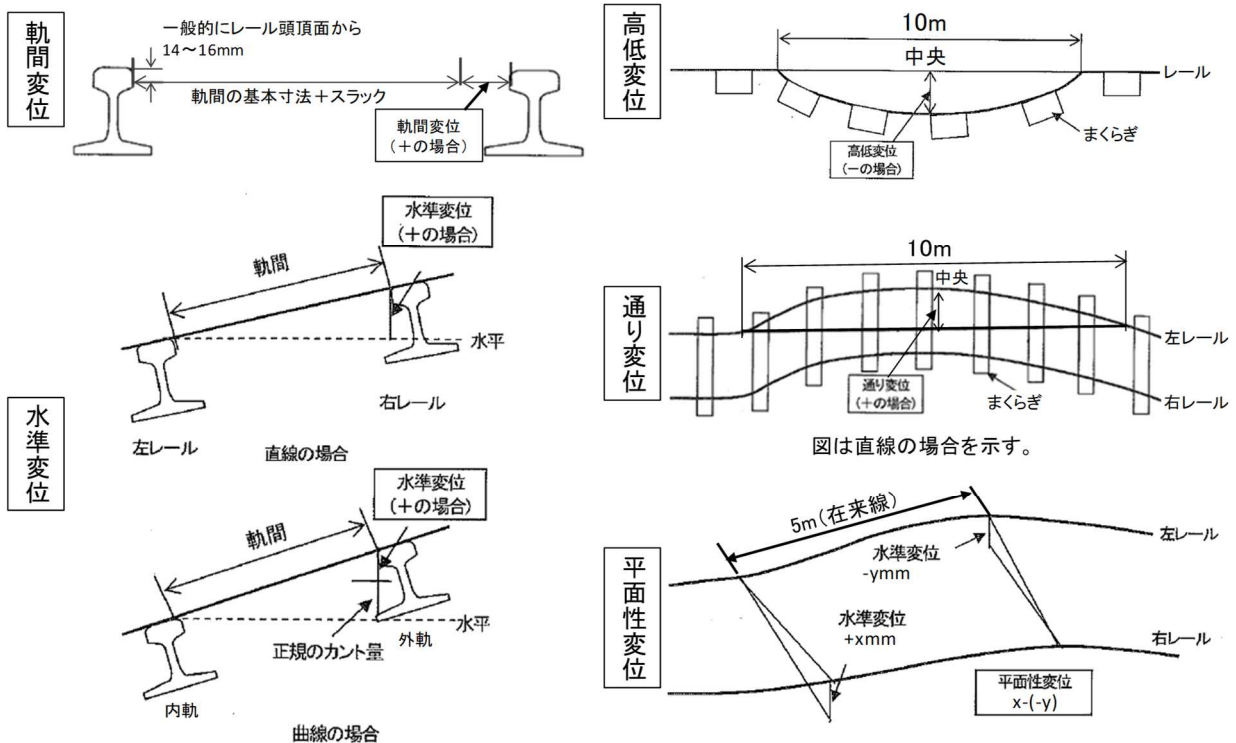 軌間変位
一般的にレール頭頂面から
14～16mm
軌間の基本寸法＋スラック
軌間変位
(＋の場合)
水準変位
水準変位
(＋の場合)
軌間
水平
左レール
右レール
直線の場合
水準変位
(＋の場合)
軌間
水平
外軌
正規のカント量
内軌
曲線の場合
高低変位
10m
中央
レール
まくらぎ
高低変位
(－の場合)
通り変位
10m
中央
左レール
通り変位
(＋の場合)
まくらぎ
右レール
図は直線の場合を示す。
平面性変位
5m(在来線)
左レール
水準変位
-ymm
水準変位
+xmm
右レール
平面性変位
x-(-y)